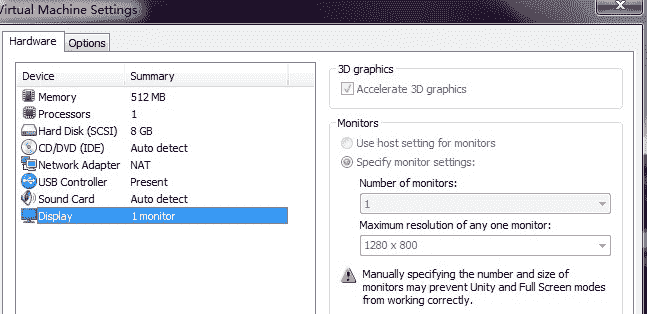 Virtual Machine Settings
Hardware Options
Device Summary
Memory 512 MB
Processors 1
Hard Disk (SCSI) 8 GB
CD/DVD (IDE) Auto detect
Network Adapter NAT
USB Controller Present
Sound Card Auto detect
Display 1 monitor
3D graphics
Accelerate 3D graphics
Monitors
Use host setting for monitors
Specify monitor settings:
Number of monitors:
1
Maximum resolution of any one monitor:
1280 x 800
Manually specifying the number and size of
monitors may prevent Unity and Full Screen modes
from working correctly.